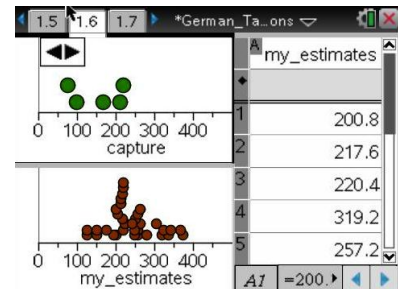 1.5 1.6 1.7 *German_Ta…ons
0 100 200 300 400
capture
0 100 200 300 400
my_estimates
A my_estimates
1 200.8
2 217.6
3 220.4
4 319.2
5 257.2
A1 =200.